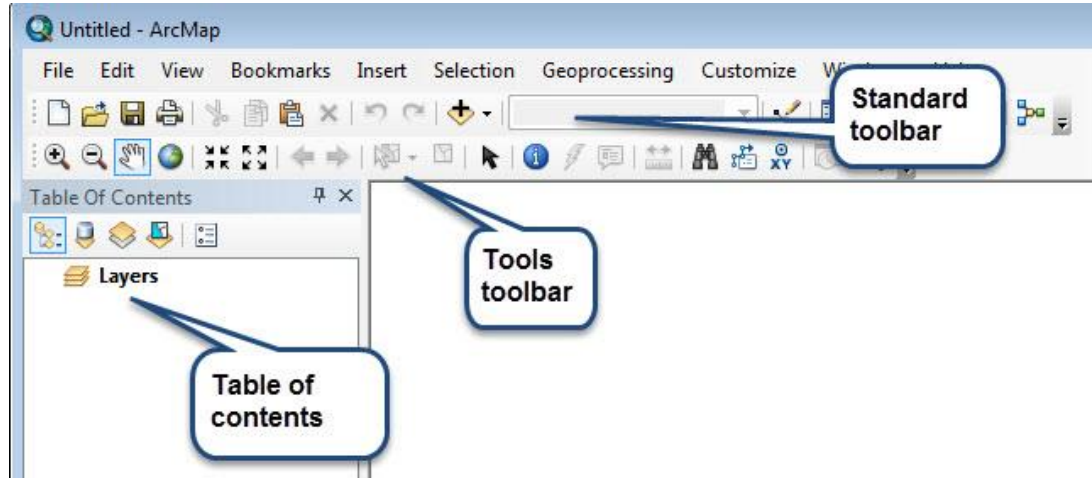 Untitled - ArcMap
File Edit View Bookmarks Insert Selection Geoprocessing Customize
Standard
toolbar
XY
Table Of Contents
Layers
Tools
toolbar
Table of
contents